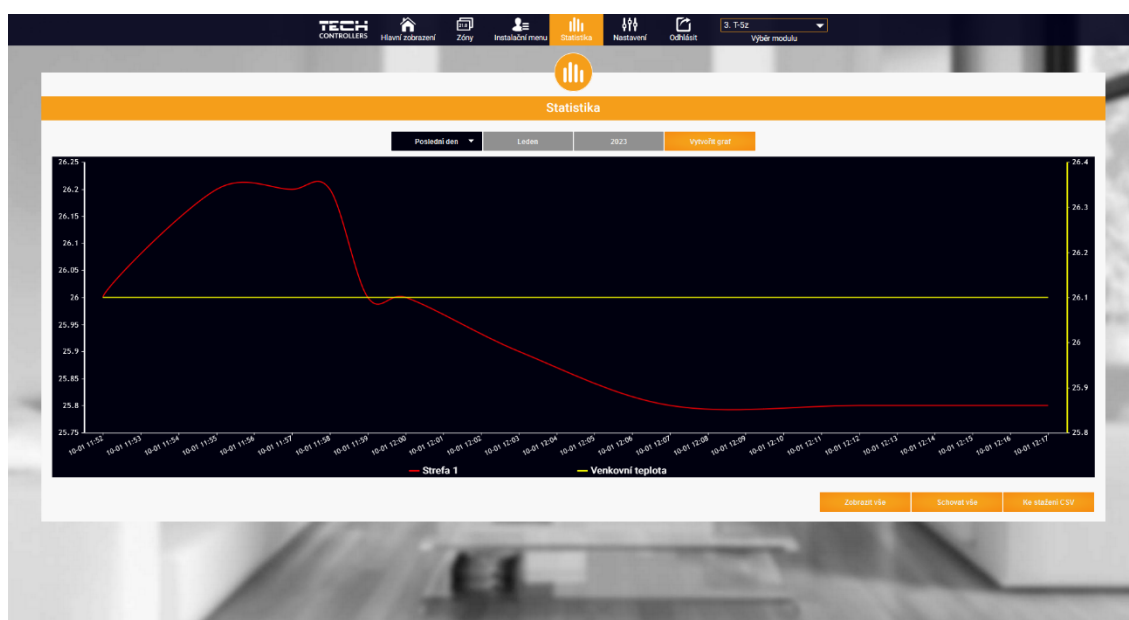 TECH
CONTROLLERS
Hlavní zobrazení
Zóny
Instalační menu
Statistika
Nastavení
Odhlásit
3. T-5z
Výběr modulu
Statistika
Poslední den
Leden
2023
Vytvořit graf
26.25
26.2
26.15
26.1
26.05
26
25.95
25.9
25.85
25.8
25.75
26.4
26.3
26.2
26.1
26
25.9
25.8
10-01 11:52
10-01 11:53
10-01 11:54
10-01 11:55
10-01 11:56
10-01 11:57
10-01 11:58
10-01 11:59
10-01 12:00
10-01 12:01
10-01 12:02
10-01 12:03
10-01 12:04
10-01 12:05
10-01 12:06
10-01 12:07
10-01 12:08
10-01 12:09
10-01 12:10
10-01 12:11
10-01 12:12
10-01 12:13
10-01 12:14
10-01 12:15
10-01 12:16
10-01 12:17
Strefa 1
Venkovní teplota
Zobrazit vše
Schovat vše
Ke stažení CSV